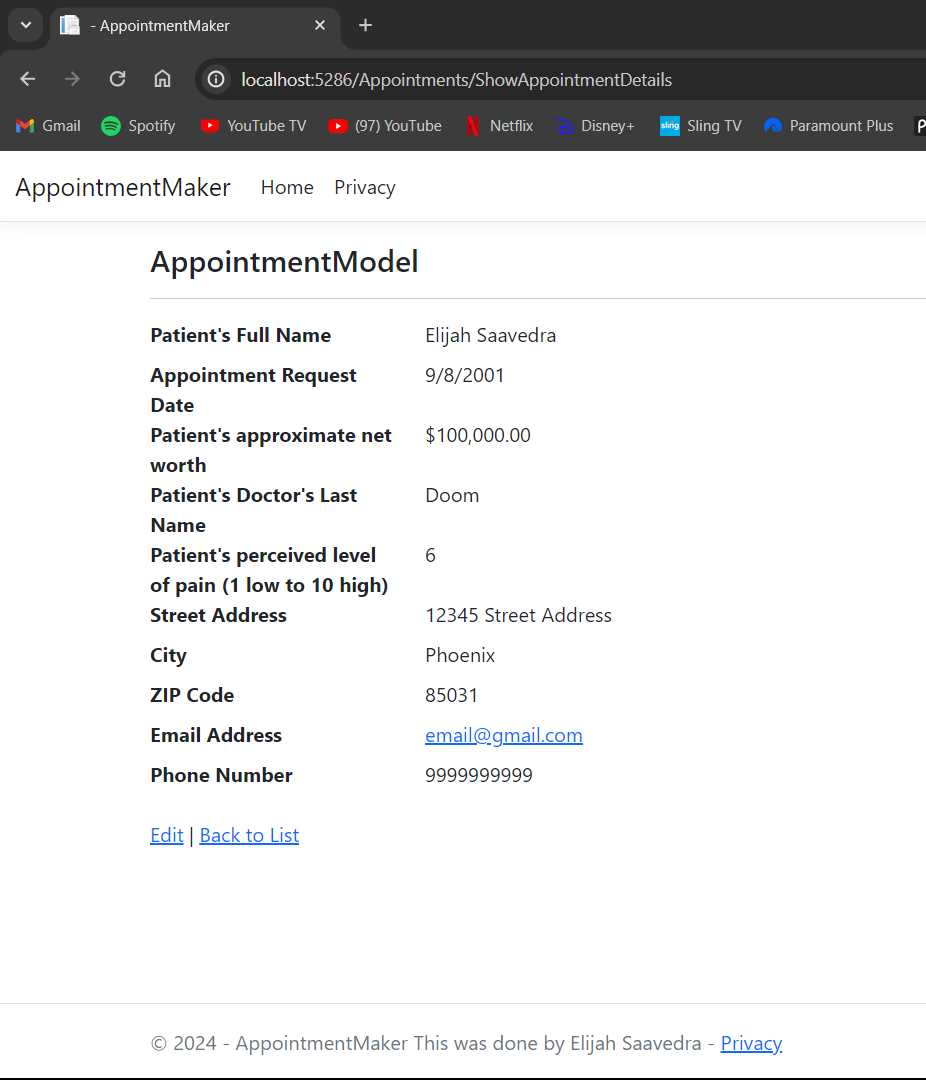 - AppointmentMaker
localhost:5286/Appointments/ShowAppointmentDetails
Gmail Spotify YouTube TV (97) YouTube Netflix Disney+ sling Sling TV Paramount Plus P
AppointmentMaker Home Privacy
AppointmentModel
Patient's Full Name Elijah Saavedra
Appointment Request 9/8/2001
Date
Patient's approximate net $100,000.00
worth
Patient's Doctor's Last Doom
Name
Patient's perceived level 6
of pain (1 low to 10 high)
Street Address 12345 Street Address
City Phoenix
ZIP Code 85031
Email Address email@gmail.com
Phone Number 9999999999
Edit | Back to List
© 2024 - AppointmentMaker This was done by Elijah Saavedra - Privacy